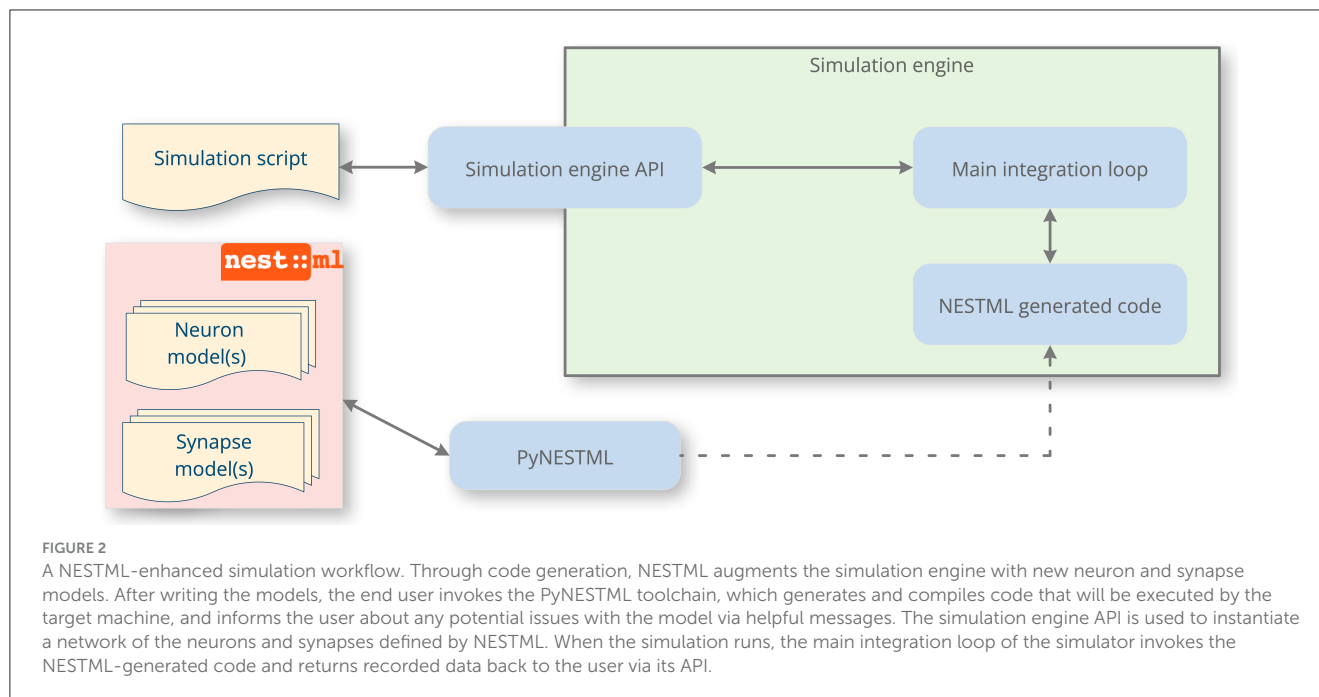 Simulation engine
Simulation script
Simulation engine API
Main integration loop
nest::ml
NESTML generated code
Neuron
model(s)
Synapse
model(s)
PyNESTML
FIGURE 2
A NESTML-enhanced simulation workflow. Through code generation, NESTML augments the simulation engine with new neuron and synapse
models. After writing the models, the end user invokes the PyNESTML toolchain, which generates and compiles code that will be executed by the
target machine, and informs the user about any potential issues with the model via helpful messages. The simulation engine API is used to instantiate
a network of the neurons and synapses defined by NESTML. When the simulation runs, the main integration loop of the simulator invokes the
NESTML-generated code and returns recorded data back to the user via its API.